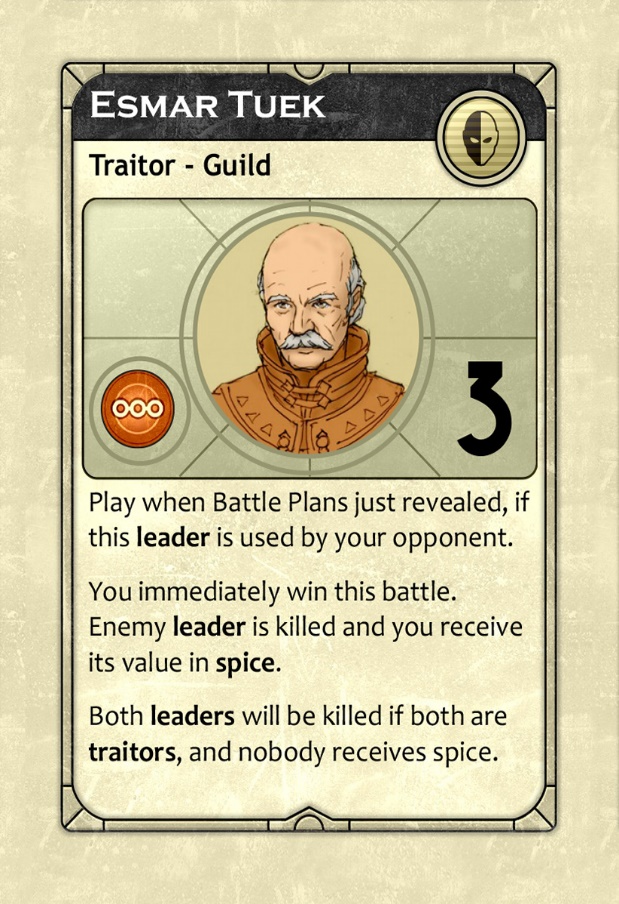 Esmar Tuek
Traitor - Guild
3
Play when Battle Plans just revealed, if
this leader is used by your opponent.
You immediately win this battle.
Enemy leader is killed and you receive
its value in spice.
Both leaders will be killed if both are
traitors, and nobody receives spice.